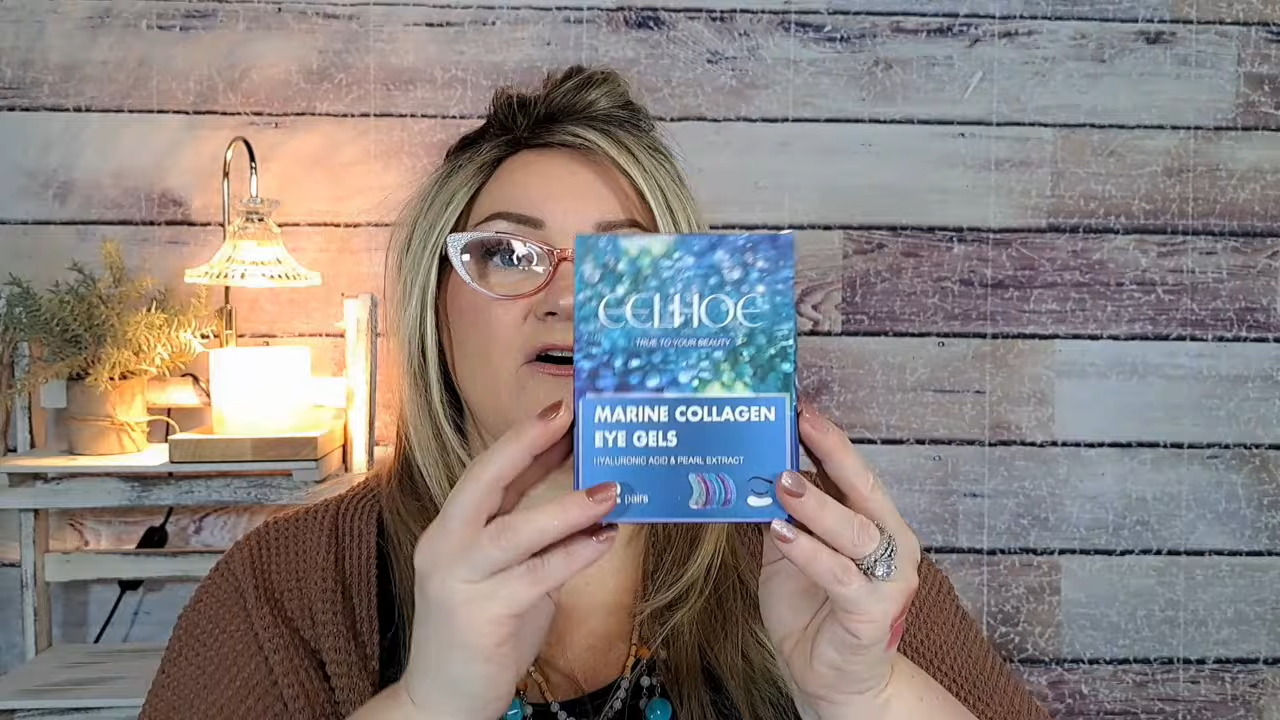 EELHOE
TRUE TO YOUR BEAUTY
MARINE COLLAGEN
EYE GELS
HYALURONIC ACID & PEARL EXTRACT
pairs